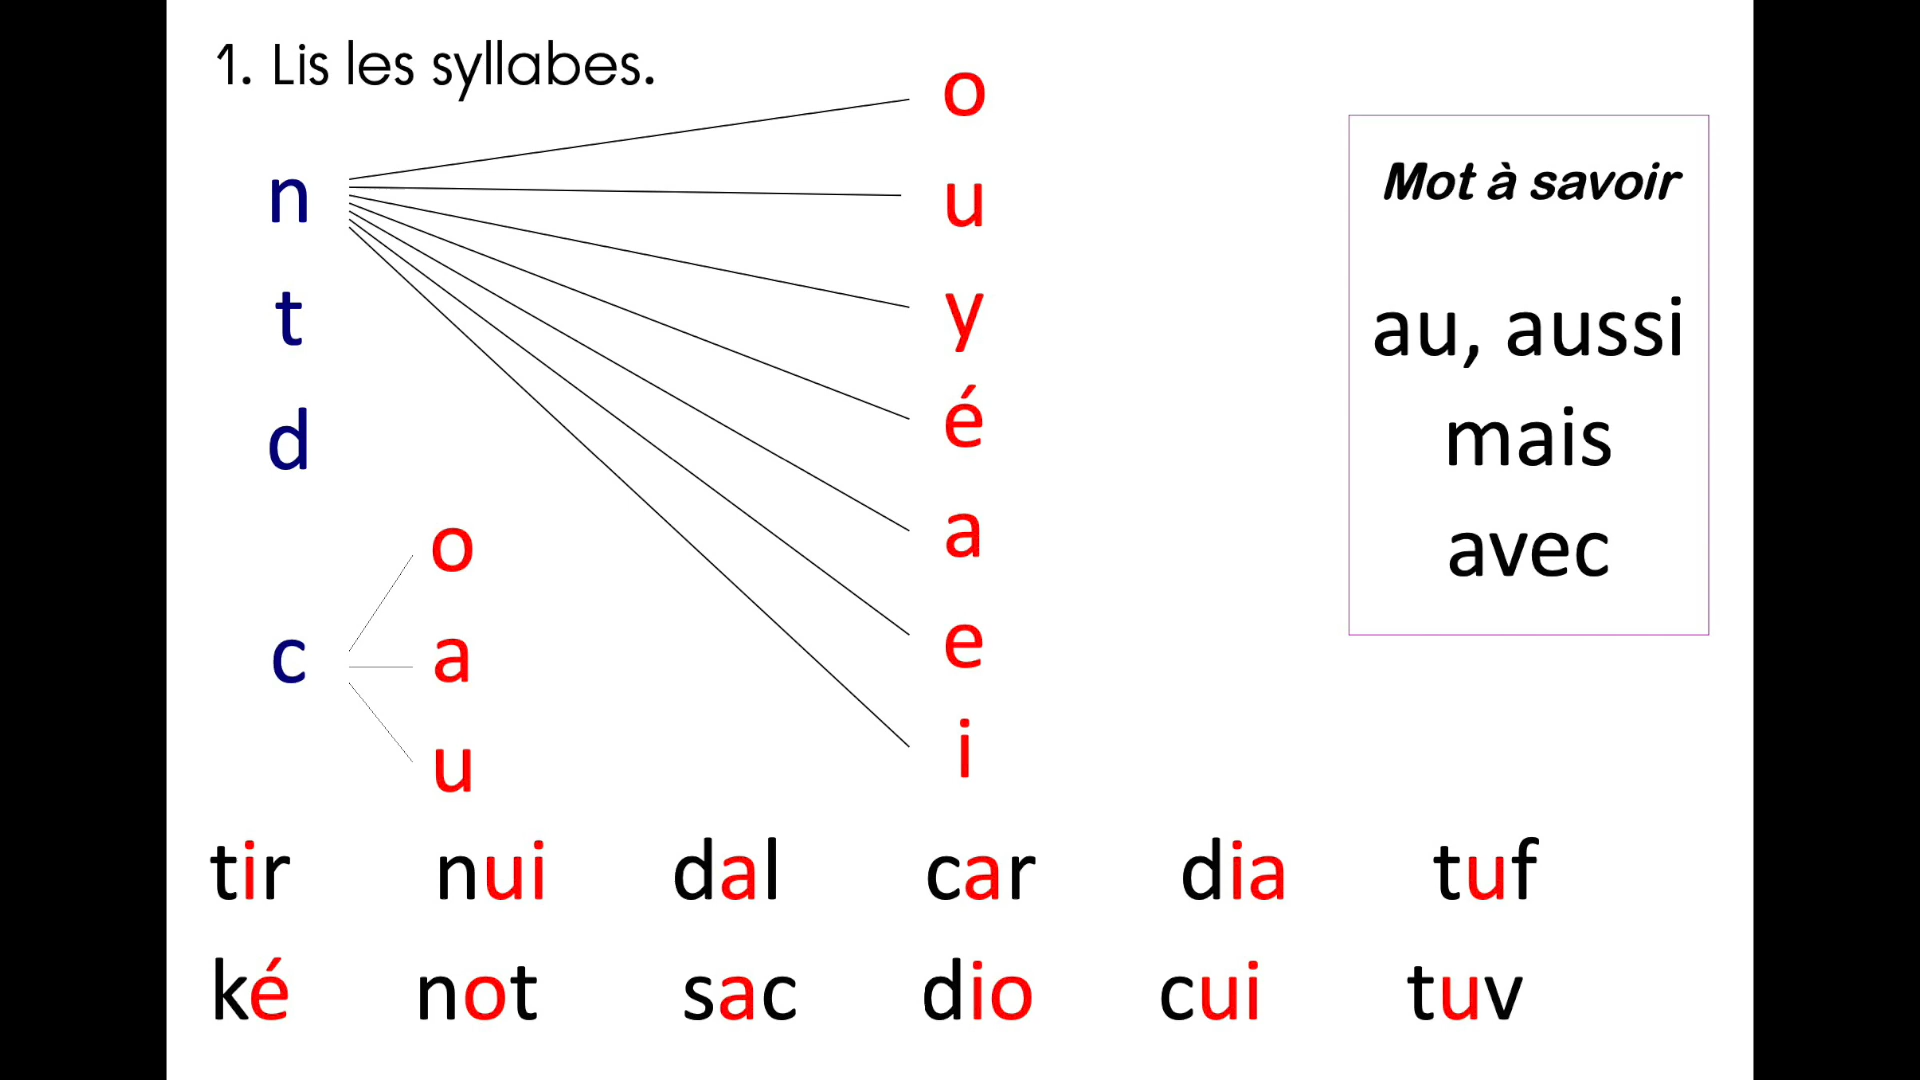 1. Lis les syllabes.
n
t
d
c
o
a
u
o
u
y
é
a
e
i
Mot à savoir
au, aussi
mais
avec
tir nui dal car dia tuf
ké not sac dio cui tuv